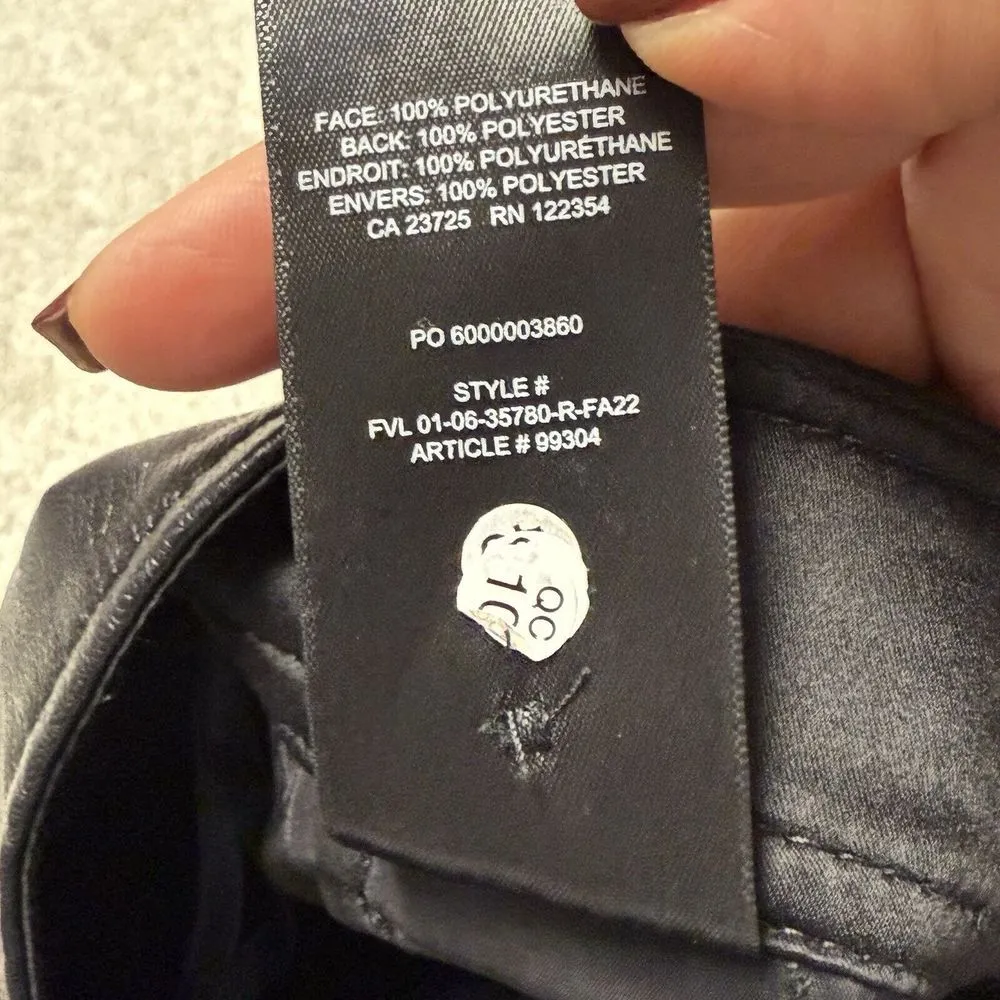 FACE: 100% POLYURETHANE
BACK: 100% POLYESTER
ENDROIT: 100% POLYURÉTHANE
ENVERS: 100% POLYESTER
CA 23725 RN 122354
PO 6000003860
STYLE #
FVL 01-06-35780-R-FA22
ARTICLE # 99304
QC